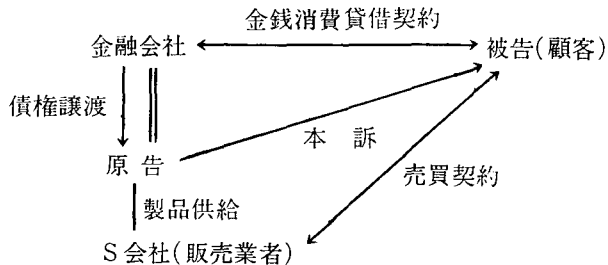 金銭消費貸借契約
金融会社
被告(顧客)
債権譲渡
本訴
原告
売買契約
製品供給
S会社(販売業者)